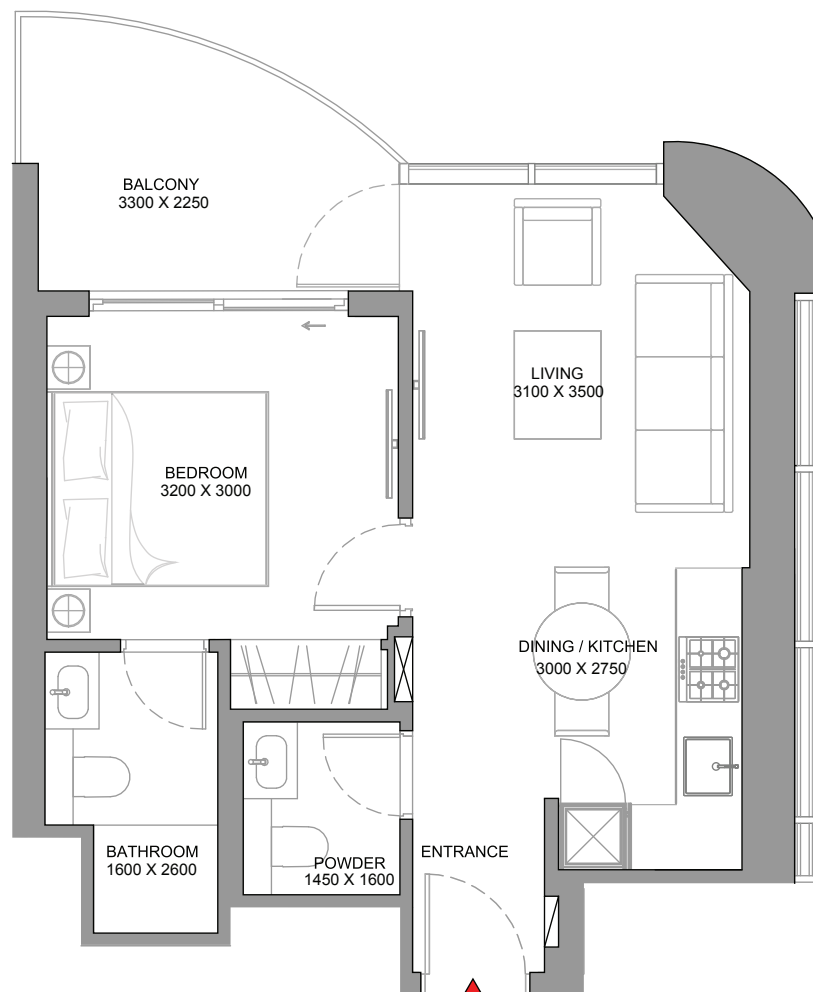 BALCONY
3300 X 2250
LIVING
3100 X 3500
BEDROOM
3200 X 3000
DINING / KITCHEN
3000 X 2750
BATHROOM
1600 X 2600
POWDER
1450 X 1600
ENTRANCE